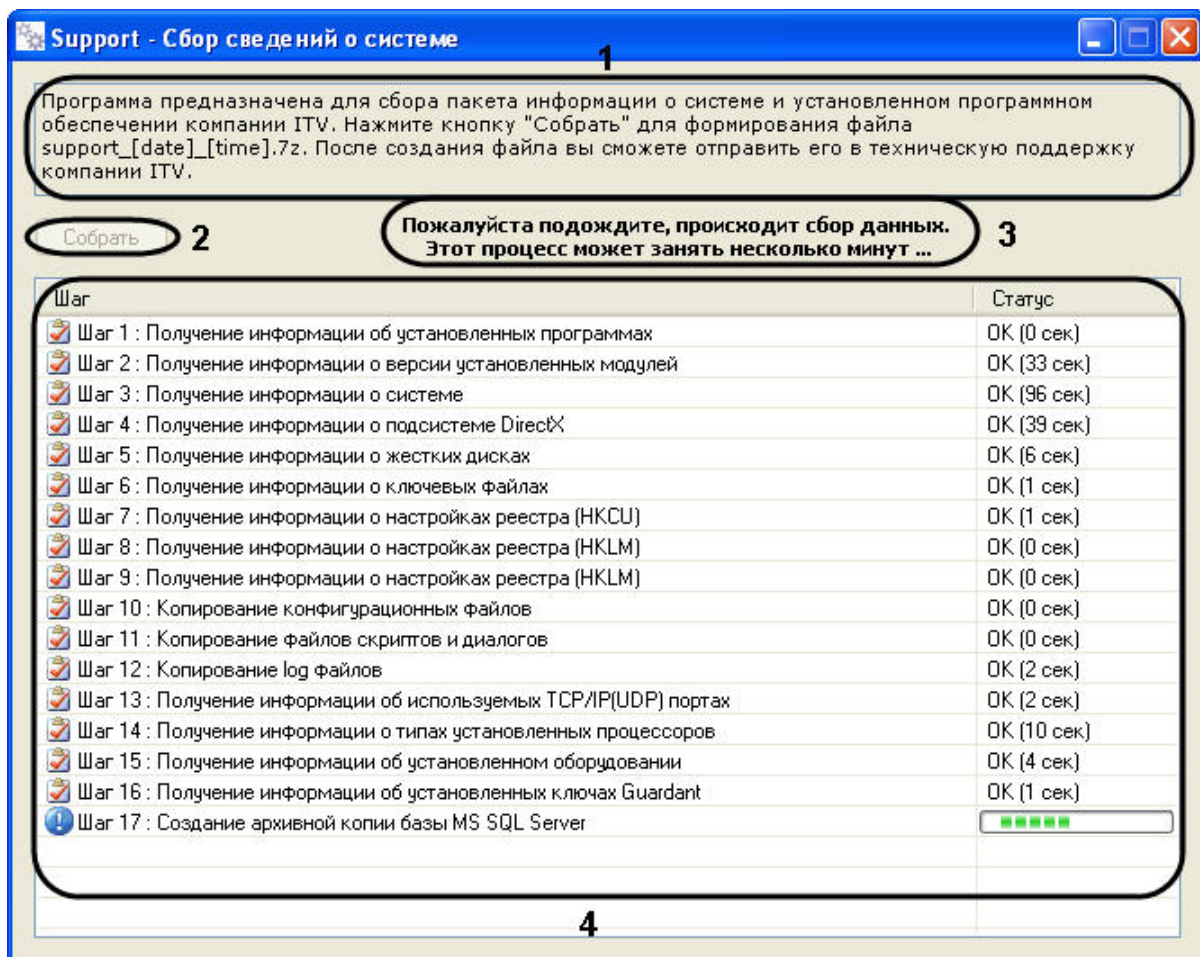 Support - Сбор сведений о системе
1
Программа предназначена для сбора пакета информации о системе и установленном программном
обеспечении компании ITV. Нажмите кнопку "Собрать" для формирования файла
support_[date]_[time].7z. После создания файла вы сможете отправить его в техническую поддержку
компании ITV.
Собрать 2
Пожалуйста подождите, происходит сбор данных.
Этот процесс может занять несколько минут ...
3
Шаг Статус
Шаг 1 : Получение информации об установленных программах OK (0 сек)
Шаг 2 : Получение информации о версии установленных модулей OK (33 сек)
Шаг 3 : Получение информации о системе OK (96 сек)
Шаг 4 : Получение информации о подсистеме DirectX OK (39 сек)
Шаг 5 : Получение информации о жестких дисках OK (6 сек)
Шаг 6 : Получение информации о ключевых файлах OK (1 сек)
Шаг 7 : Получение информации о настройках реестра (HKCU) OK (1 сек)
Шаг 8 : Получение информации о настройках реестра (HKLM) OK (0 сек)
Шаг 9 : Получение информации о настройках реестра (HKLM) OK (0 сек)
Шаг 10 : Копирование конфигурационных файлов OK (0 сек)
Шаг 11 : Копирование файлов скриптов и диалогов OK (0 сек)
Шаг 12 : Копирование log файлов OK (2 сек)
Шаг 13 : Получение информации об используемых TCP/IP(UDP) портах OK (2 сек)
Шаг 14 : Получение информации о типах установленных процессоров OK (10 сек)
Шаг 15 : Получение информации об установленном оборудовании OK (4 сек)
Шаг 16 : Получение информации об установленных ключах Guardant OK (1 сек)
Шаг 17 : Создание архивной копии базы MS SQL Server
4